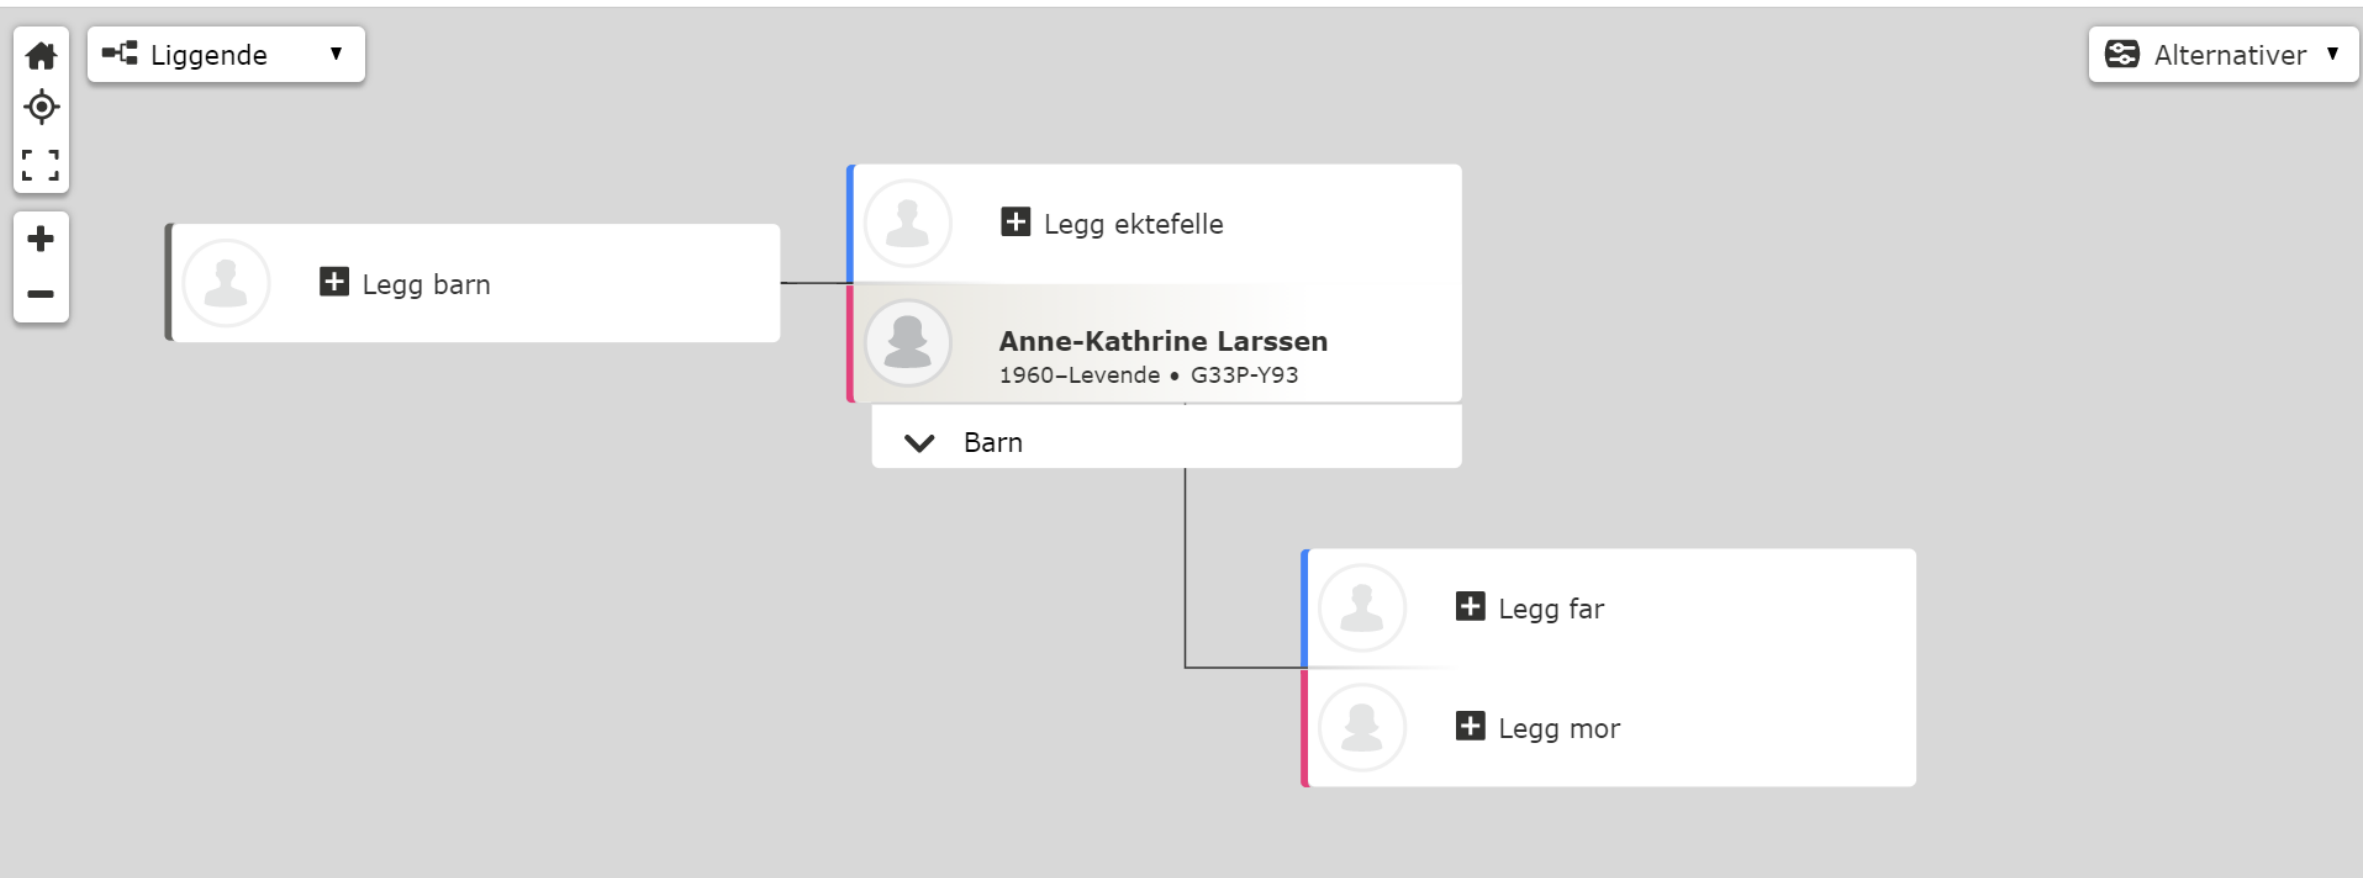 Liggende
Alternativer
Legg ektefelle
Legg barn
Anne-Kathrine Larssen
1960–Levende • G33P-Y93
Barn
Legg far
Legg mor